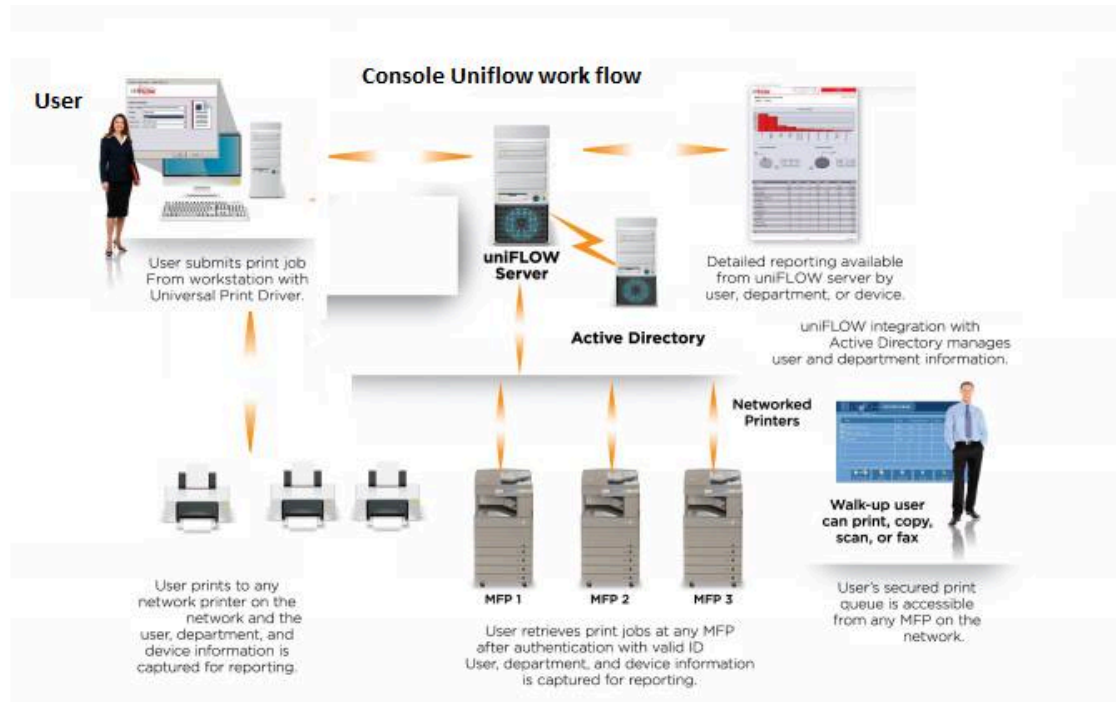 Console Uniflow work flow
User
User submits print job
From workstation with
Universal Print Driver.
uniFLOW
Server
Detailed reporting available
from uniFLOW server by
user, department, or device.
Active Directory
uniFLOW integration with
Active Directory manages
user and department information.
Networked
Printers
Walk-up user
can print, copy,
scan, or fax
MFP 1
MFP 2
MFP 3
User prints to any
network printer on the
network and the
user, department, and
device information is
captured for reporting.
User retrieves print jobs at any MFP
after authentication with valid ID
User, department, and device information
is captured for reporting.
User's secured print
queue is accessible
from any MFP on the
network.